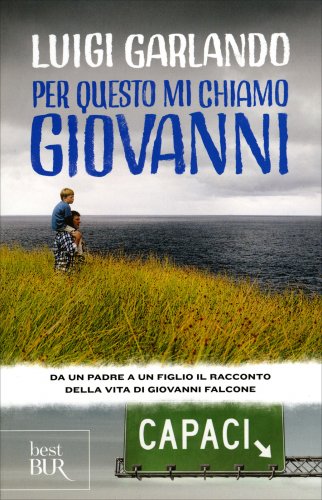 LUIGI GARLANDO
PER QUESTO MI CHIAMO
GIOVANNI
DA UN PADRE A UN FIGLIO IL RACCONTO
DELLA VITA DI GIOVANNI FALCONE
CAPACI
best
BUR